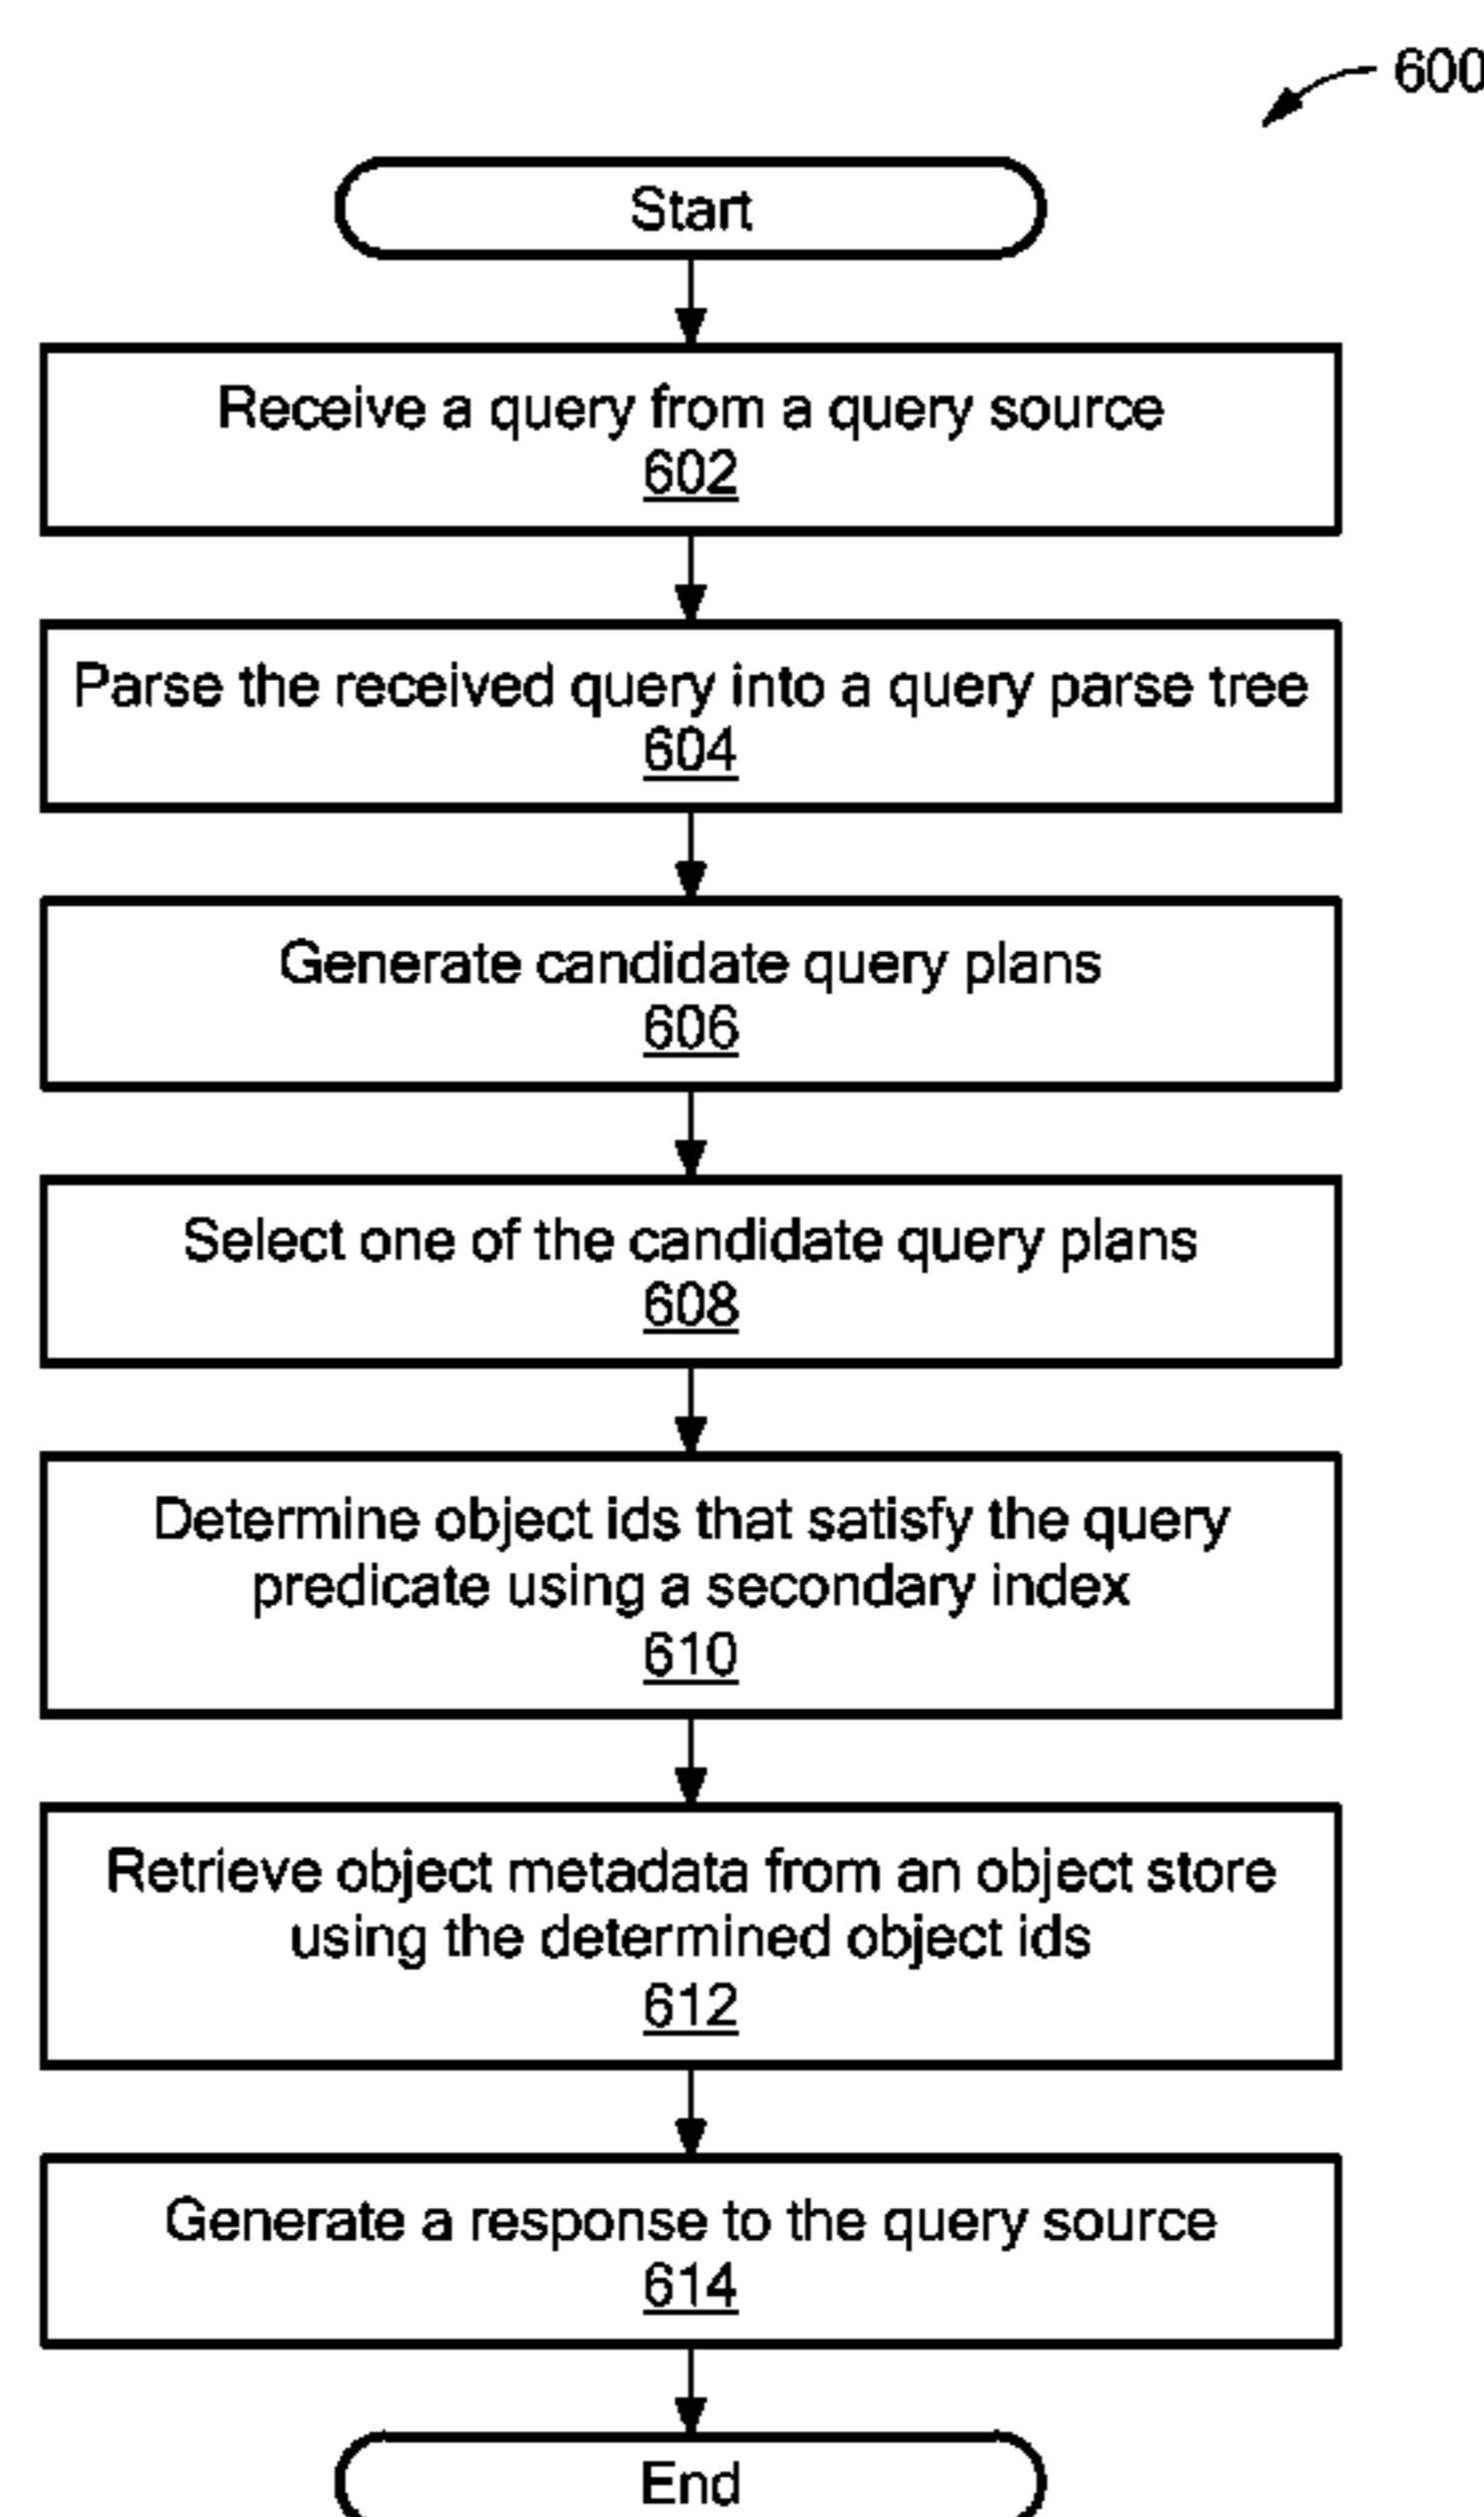 600
Start
Receive a query from a query source
602
Parse the received query into a query parse tree
604
Generate candidate query plans
606
Select one of the candidate query plans
608
Determine object ids that satisfy the query
predicate using a secondary index
610
Retrieve object metadata from an object store
using the determined object ids
612
Generate a response to the query source
614
End